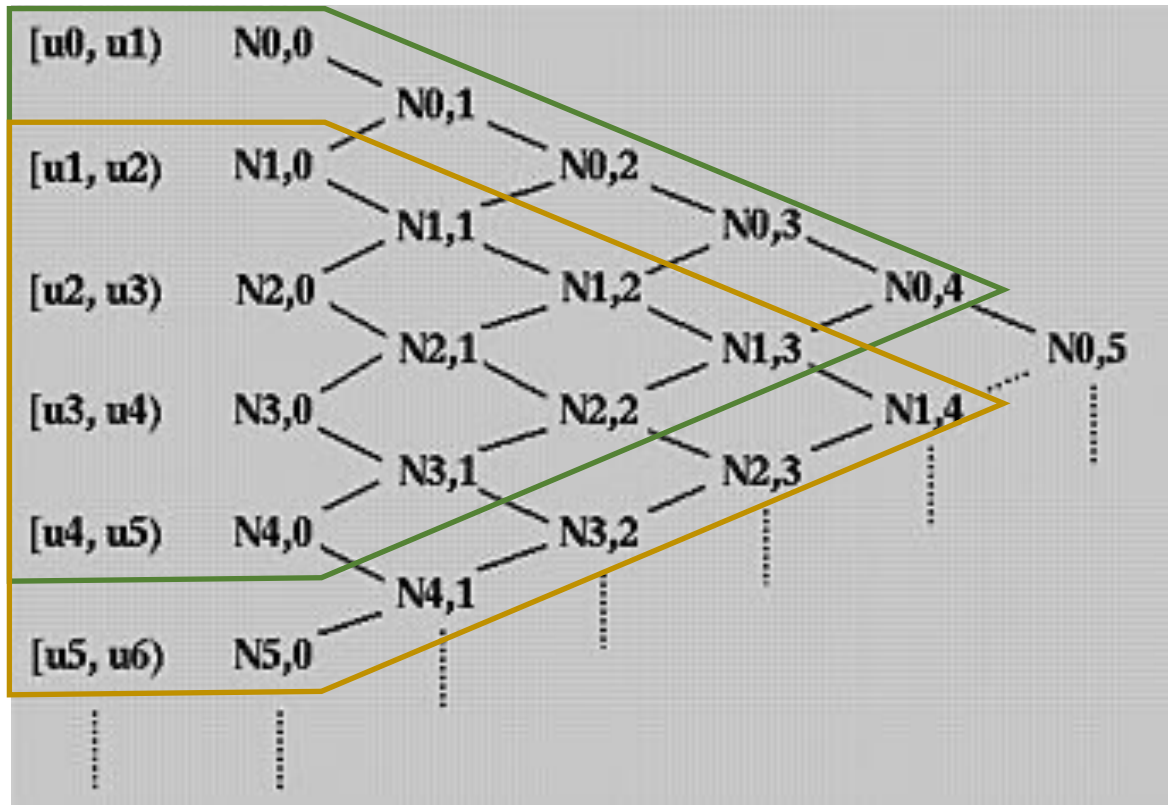 [u0, u1) N0,0
N0,1
[u1, u2) N1,0 N0,2
N1,1 N0,3
[u2, u3) N2,0 N1,2 N0,4
N2,1 N1,3 N0,5
[u3, u4) N3,0 N2,2 N1,4
N3,1 N2,3
[u4, u5) N4,0 N3,2
N4,1
[u5, u6) N5,0